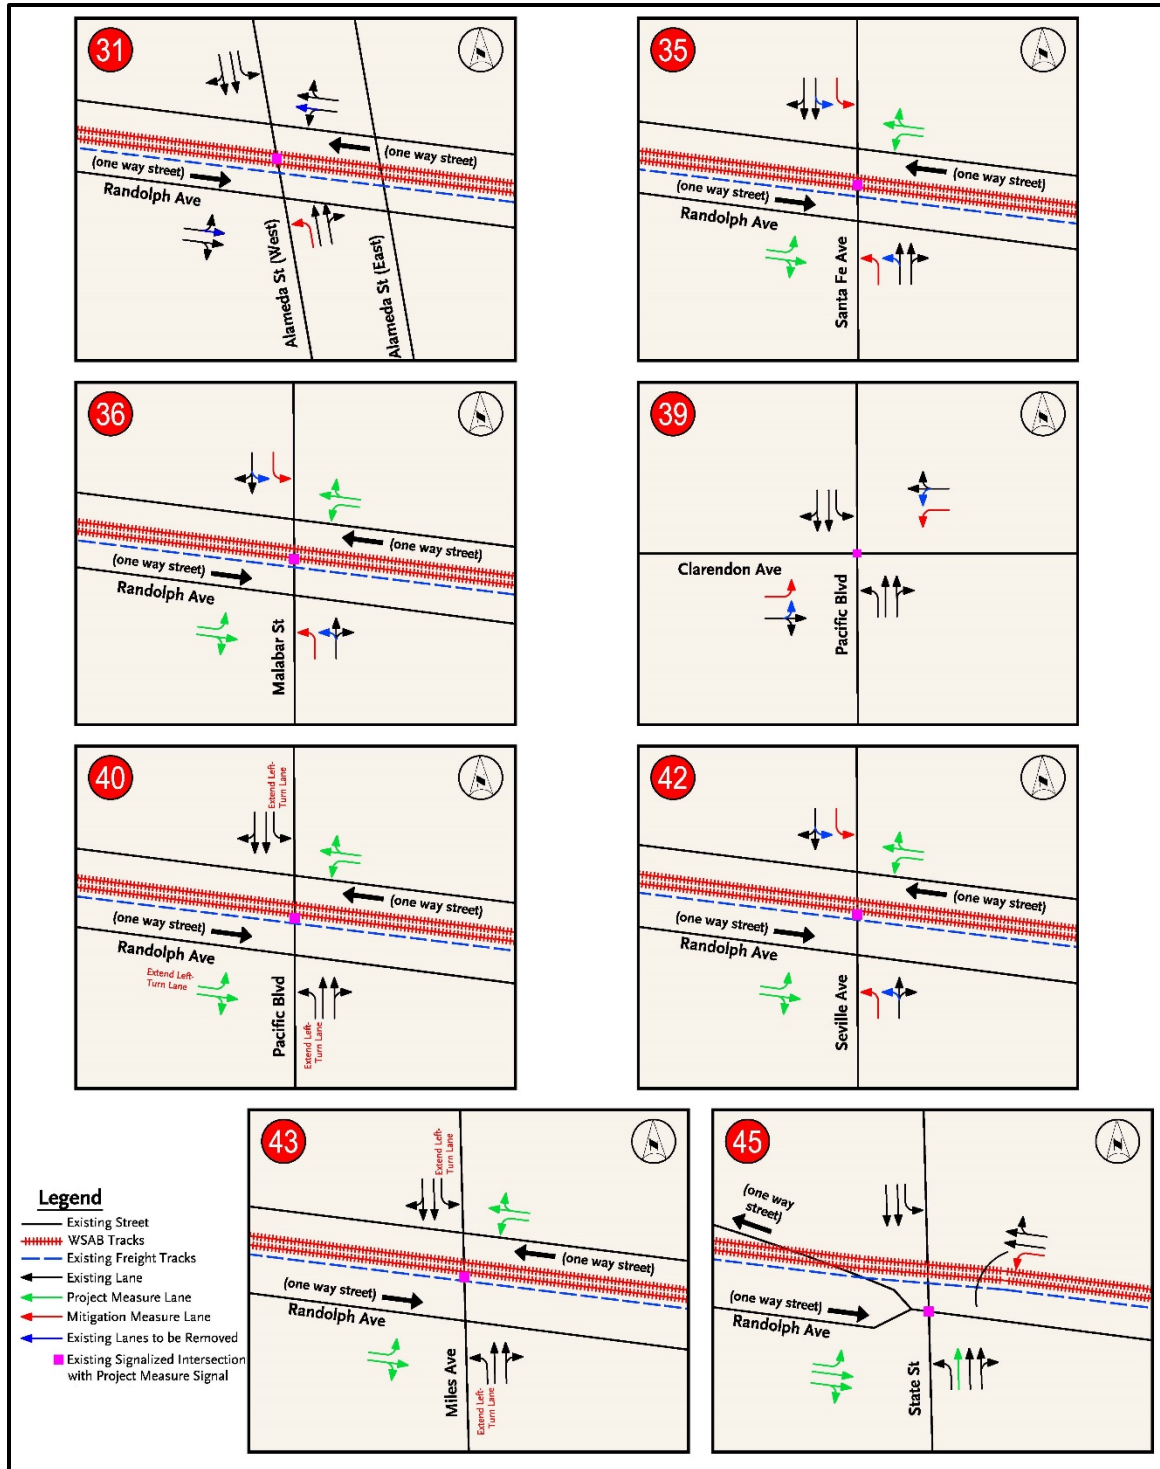 31
(one way street)
(one way street)
Randolph Ave
Alameda St (West)
Alameda St (East)
35
(one way street)
(one way street)
Randolph Ave
Santa Fe Ave
36
(one way street)
(one way street)
Randolph Ave
Malabar St
39
Clarendon Ave
Pacific Blvd
40
Extend Left-
Turn Lane
(one way street)
(one way street)
Randolph Ave
Extend Left-
Turn Lane
Pacific Blvd
Extend Left-
Turn Lane
42
(one way street)
(one way street)
Randolph Ave
Seville Ave
43
Extend Left-
Turn Lane
(one way street)
(one way street)
Randolph Ave
Miles Ave
Extend Left-
Turn Lane
45
(one way
street)
(one way street)
Randolph Ave
State St
Legend
Existing Street
WSAB Tracks
Existing Freight Tracks
Existing Lane
Project Measure Lane
Mitigation Measure Lane
Existing Lanes to be Removed
Existing Signalized Intersection
with Project Measure Signal